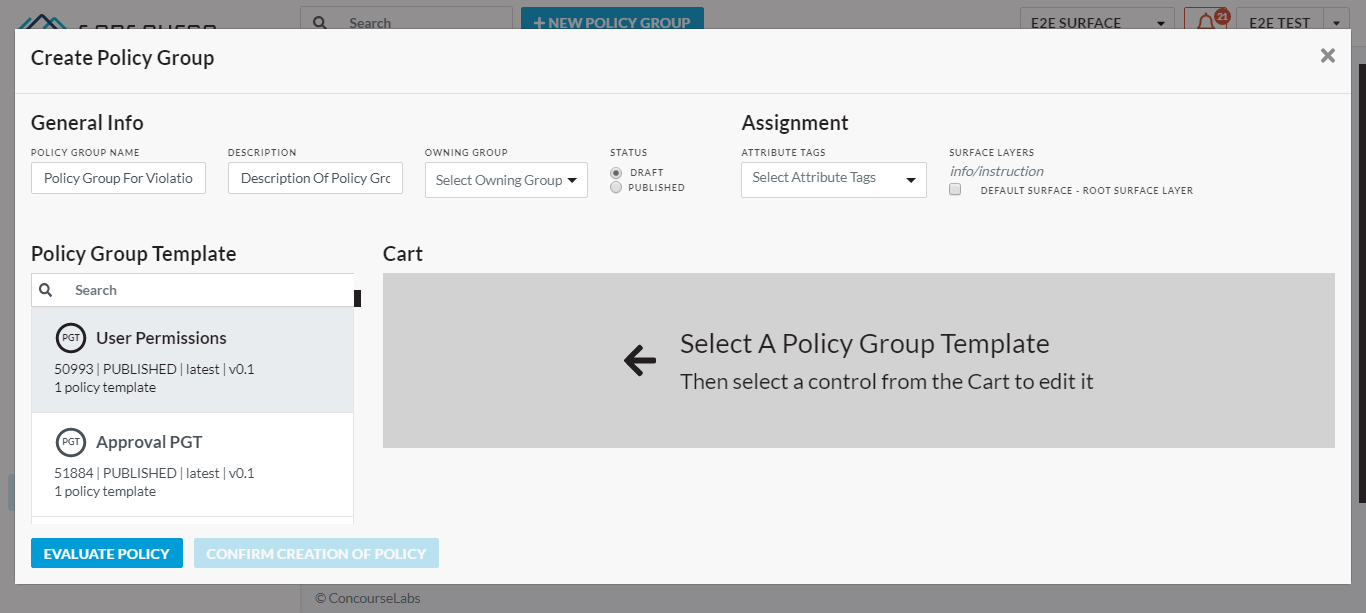 Search
+ NEW POLICY GROUP
E2E SURFACE
21
E2E TEST
Create Policy Group
General Info
Assignment
POLICY GROUP NAME
DESCRIPTION
OWNING GROUP
STATUS
ATTRIBUTE TAGS
SURFACE LAYERS
Policy Group For Violatio
Description Of Policy Grc
Select Owning Group
DRAFT
PUBLISHED
Select Attribute Tags
info/instruction
DEFAULT SURFACE - ROOT SURFACE LAYER
Policy Group Template
Cart
Search
PGT
User Permissions
50993 | PUBLISHED | latest | v0.1
1 policy template
PGT
Approval PGT
51884 | PUBLISHED | latest | v0.1
1 policy template
Select A Policy Group Template
Then select a control from the Cart to edit it
EVALUATE POLICY
CONFIRM CREATION OF POLICY
© ConcourseLabs